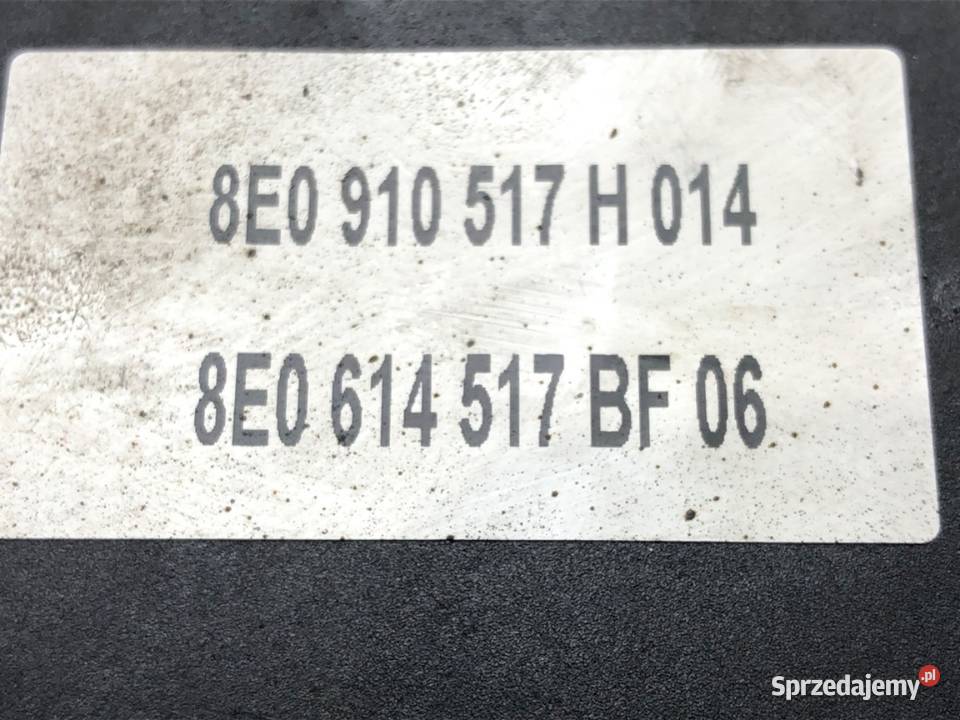 8E0 910 517 H 014
8E0 614 517 BF 06
Sprzedajemy.pl